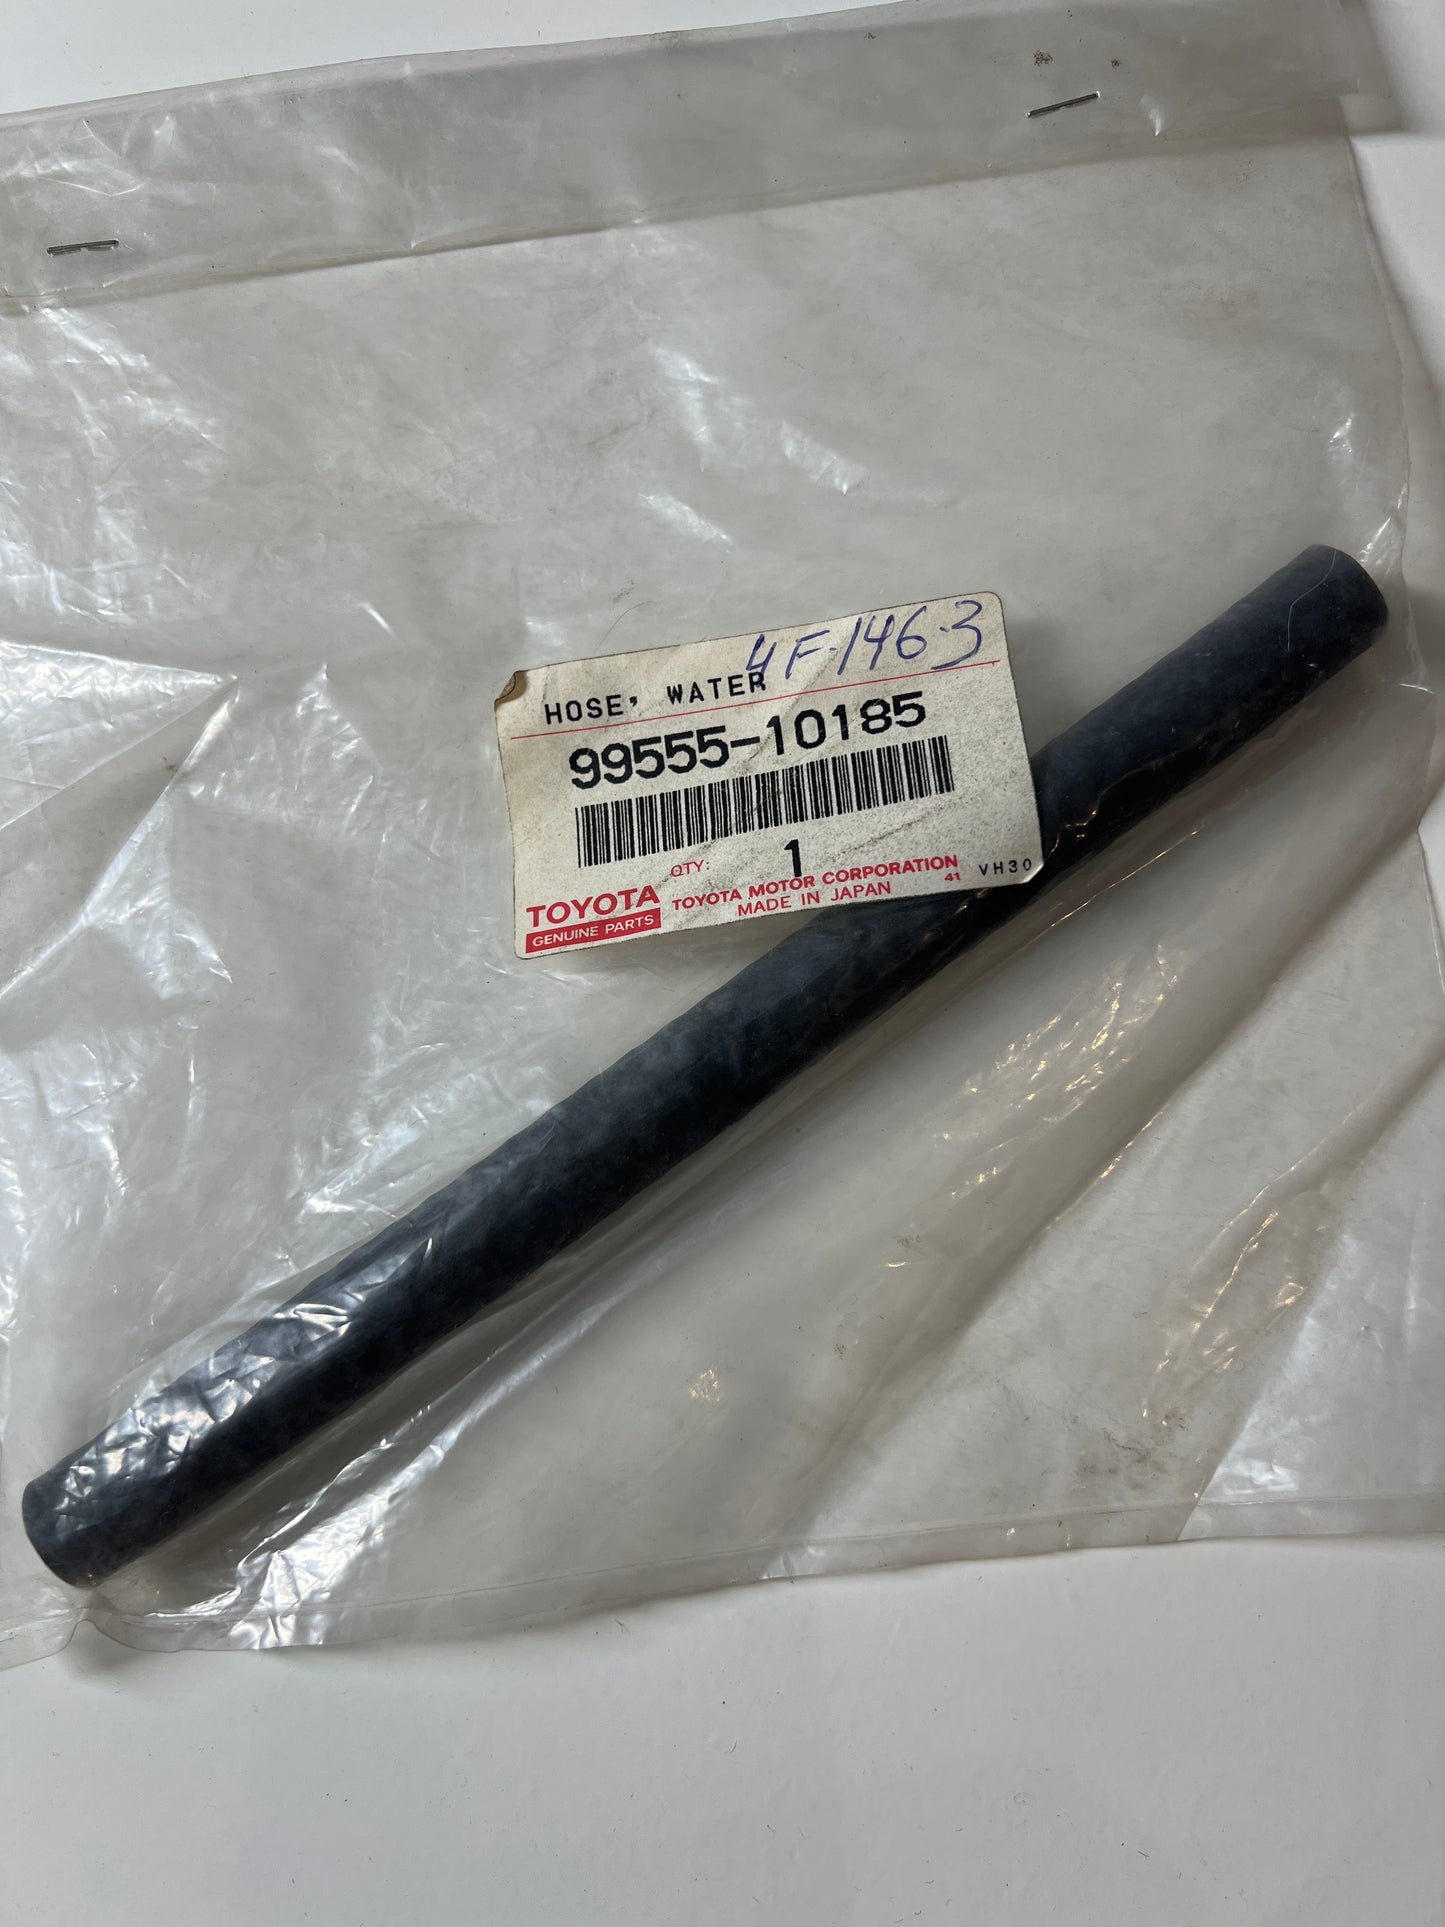 4F-146-3
HOSE, WATER
99555-10185
QTY: 1
TOYOTA
GENUINE PARTS
TOYOTA MOTOR CORPORATION
MADE IN JAPAN
41
VH30